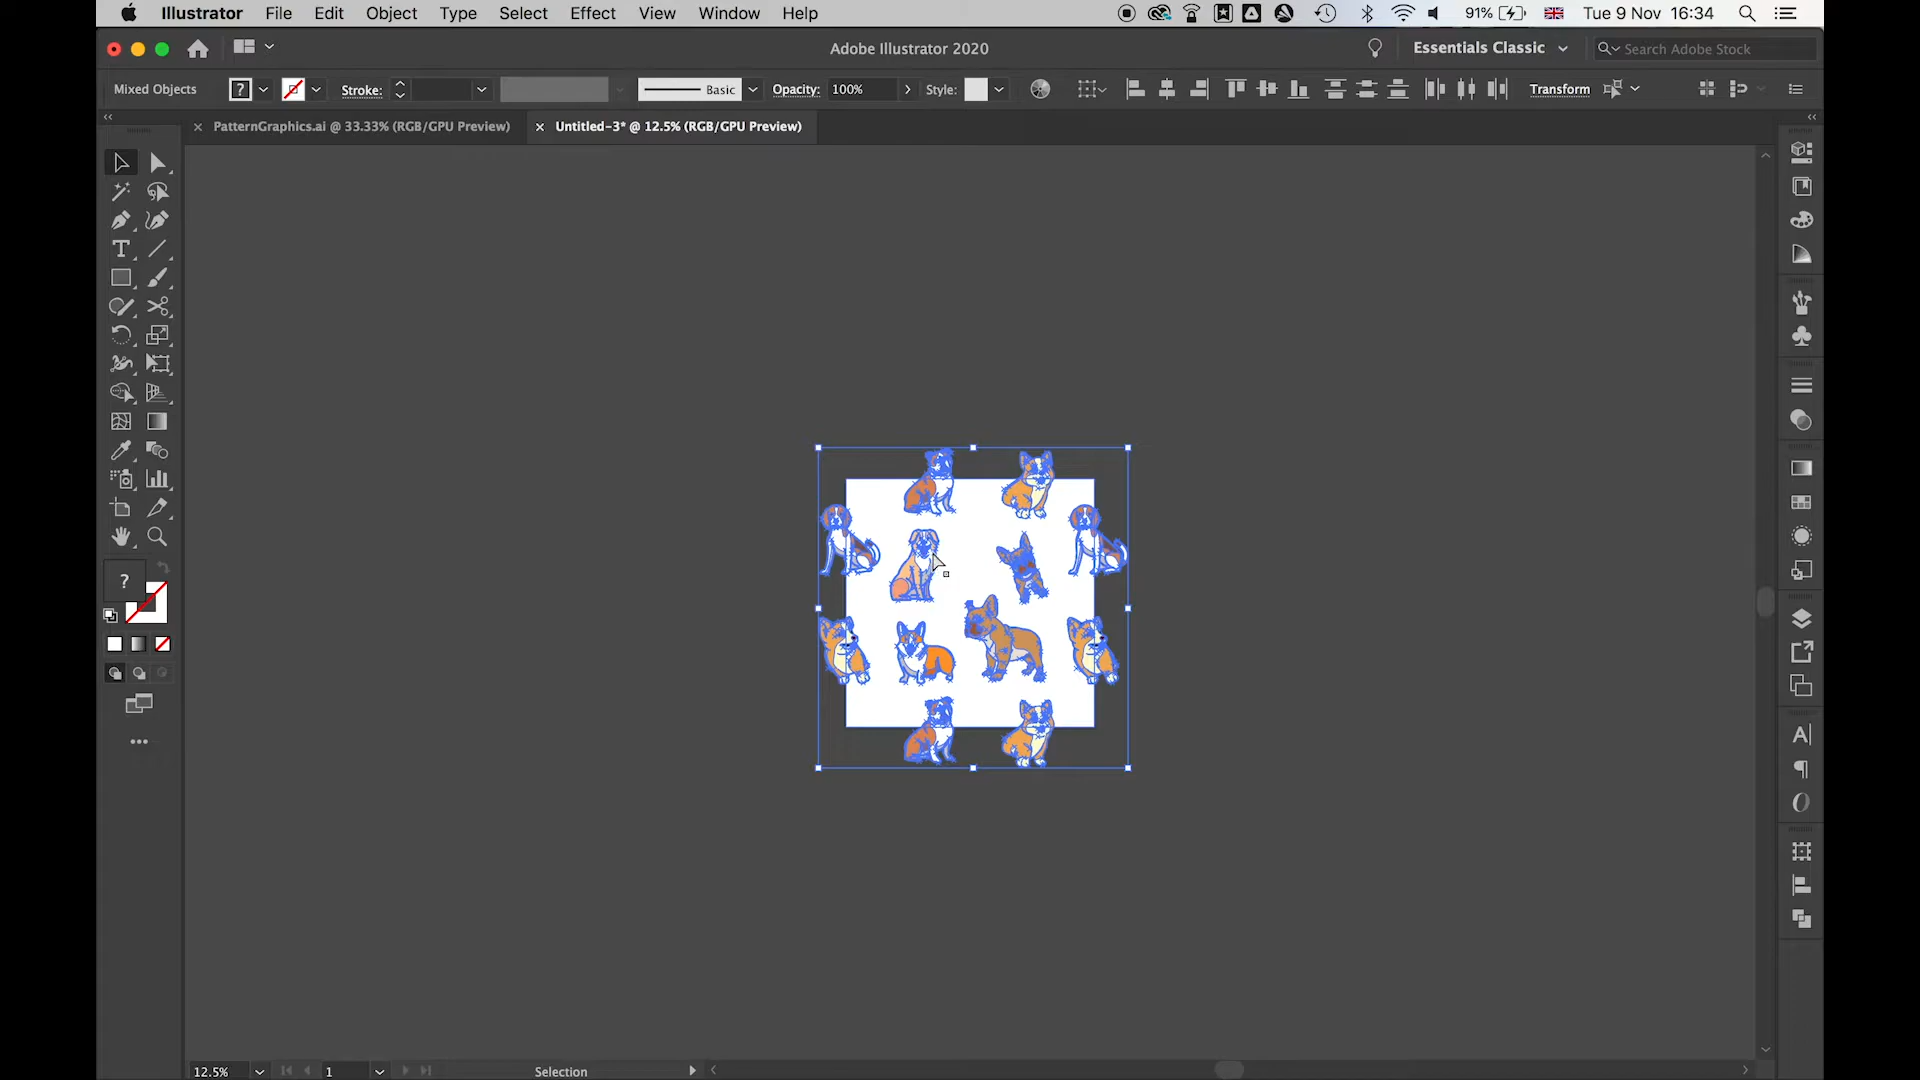 Illustrator File Edit Object Type Select Effect View Window Help 91% Tue 9 Nov 16:34
Adobe Illustrator 2020 Essentials Classic Search Adobe Stock
Mixed Objects ? Stroke: Basic Opacity: 100% Style: Transform
PatternGraphics.ai @ 33.33% (RGB/GPU Preview) Untitled-3* @ 12.5% (RGB/GPU Preview)
?
12.5% 1 Selection